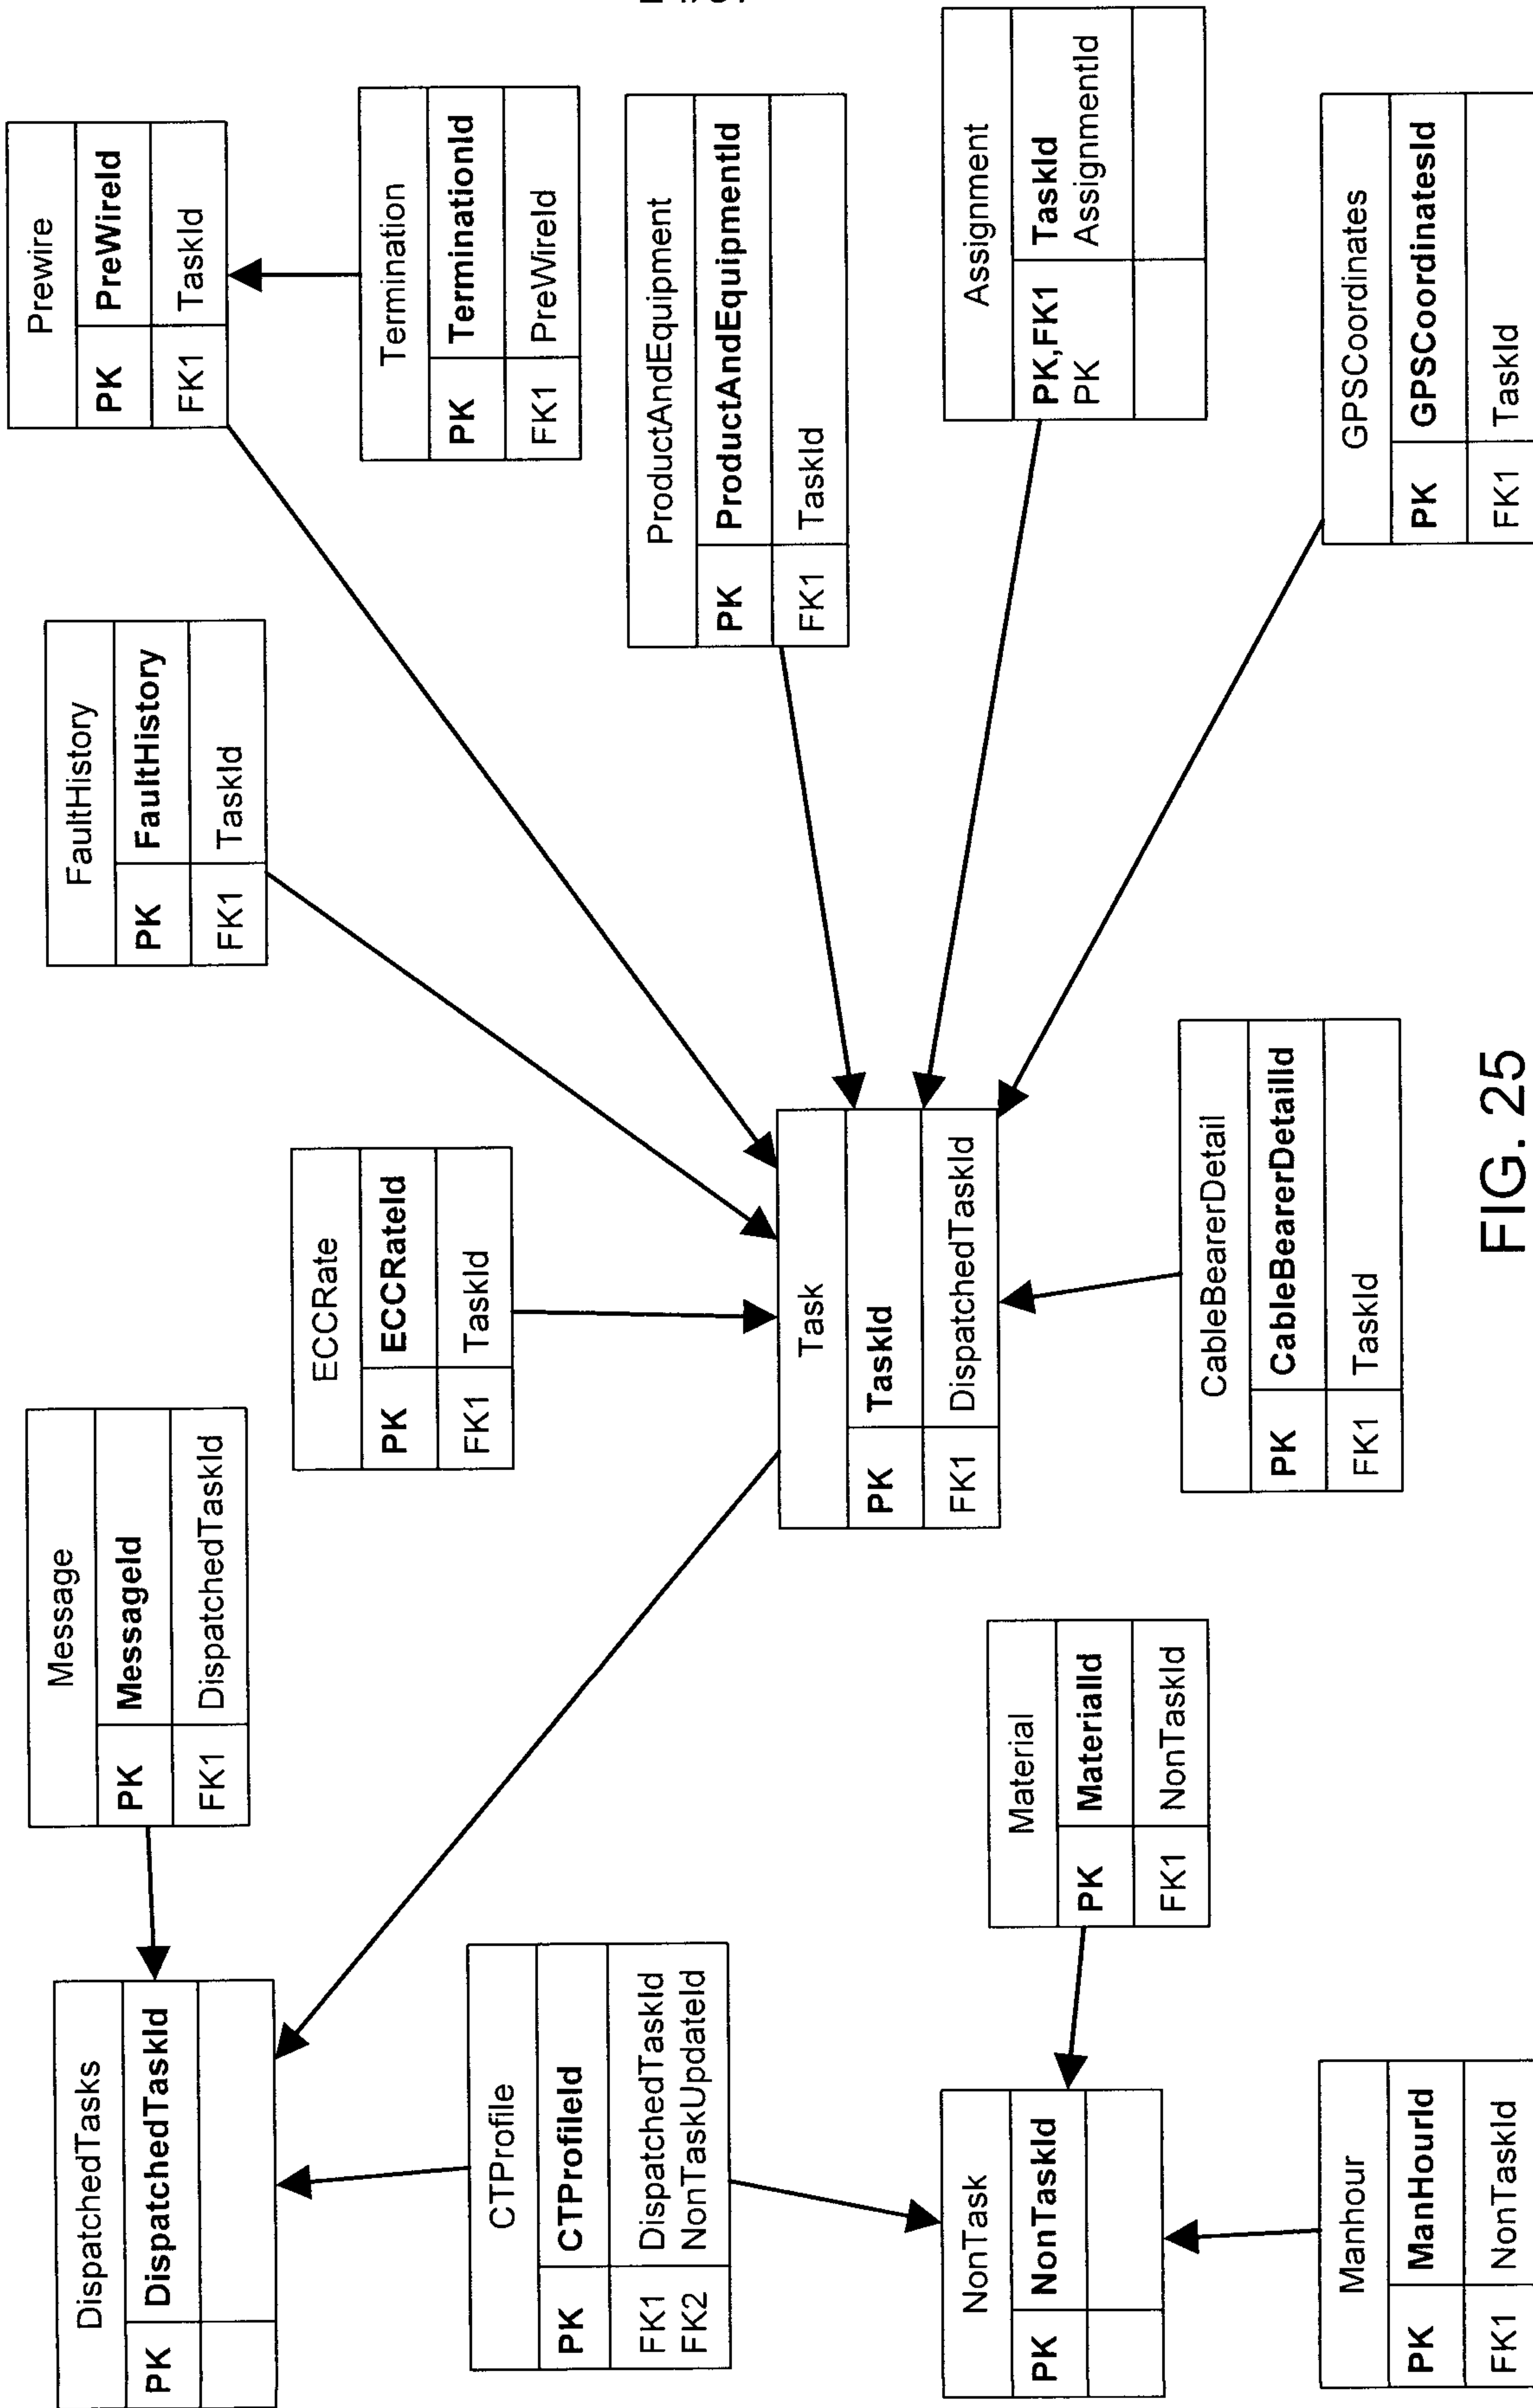 DispatchedTasks
PK DispatchedTaskId
Message
PK MessageId
FK1 DispatchedTaskId
FaultHistory
PK FaultHistory
FK1 TaskId
Prewire
PK PreWireId
FK1 TaskId
CTProfile
PK CTProfileId
FK1 DispatchedTaskId
FK2 NonTaskUpdateId
ECCRate
PK ECCRateId
FK1 TaskId
Termination
PK TerminationId
FK1 PreWireId
ProductAndEquipment
PK ProductAndEquipmentId
FK1 TaskId
Task
PK TaskId
FK1 DispatchedTaskId
Assignment
PK,FK1 TaskId
PK AssignmentId
NonTask
PK NonTaskId
Material
PK MaterialId
FK1 NonTaskId
CableBearerDetail
PK CableBearerDetailId
FK1 TaskId
GPSCoordinates
PK GPSCoordinatesId
FK1 TaskId
Manhour
PK ManHourId
FK1 NonTaskId
FIG. 25